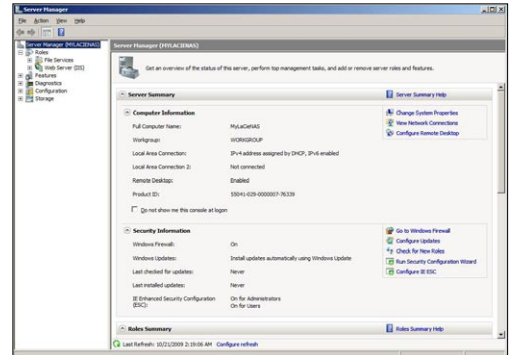 Server Manager
File Action View Help
Server Manager (MYLACIENAS)
Roles
File Services
Web Server (IIS)
Features
Diagnostics
Configuration
Storage
Server Manager (MYLACIENAS)
Get an overview of the status of this server, perform top management tasks, and add or remove server roles and features.
Server Summary
Server Summary Help
Computer Information
Full Computer Name: MyLaCieNAS
Workgroup: WORKGROUP
Local Area Connection: IPv4 address assigned by DHCP, IPv6 enabled
Local Area Connection 2: Not connected
Remote Desktop: Enabled
Product ID: 55041-029-0000007-76339
Do not show me this console at logon
Change System Properties
View Network Connections
Configure Remote Desktop
Security Information
Windows Firewall: On
Windows Updates: Install updates automatically using Windows Update
Last checked for updates: Never
Last installed updates: Never
IE Enhanced Security Configuration (ESC): On for Administrators
On for Users
Go to Windows Firewall
Configure Updates
Check for New Roles
Run Security Configuration Wizard
Configure IE ESC
Roles Summary
Roles Summary Help
Last Refresh: 10/21/2009 2:19:06 AM Configure refresh